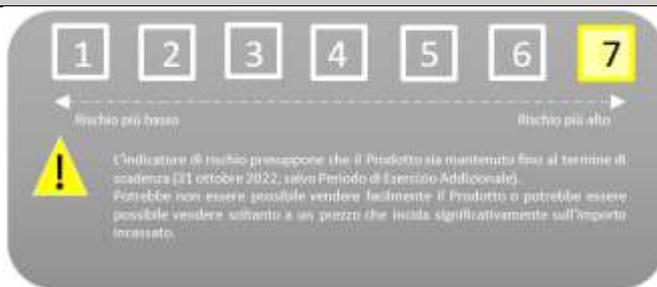 1 2 3 4 5 6 7
Rischio più basso Rischio più alto
!
L'indicatore di rischio presuppone che il Prodotto sia mantenuto fino al termine di
scadenza (31 ottobre 2022, salvo Periodo di Esercizio Addizionale).
Potrebbe non essere possibile vendere facilmente il Prodotto o potrebbe essere
possibile vendere soltanto a un prezzo che incida significativamente sull'importo
incassato.